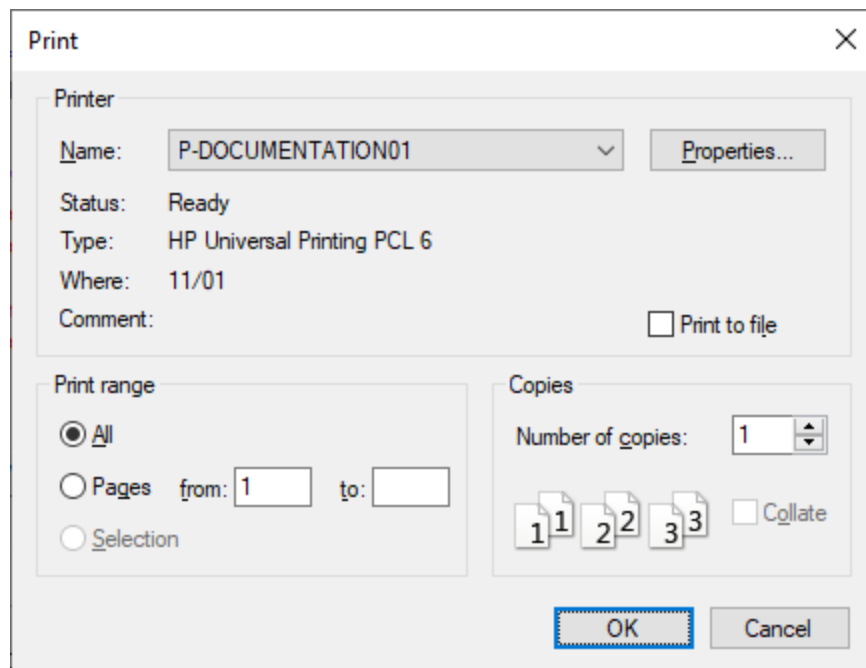 Print
Printer
Name: P-DOCUMENTATION01 Properties...
Status: Ready
Type: HP Universal Printing PCL 6
Where: 11/01
Comment: Print to file
Print range
All
Pages from: 1 to:
Selection
Copies
Number of copies: 1
1 1 2 2 3 3 Collate
OK Cancel